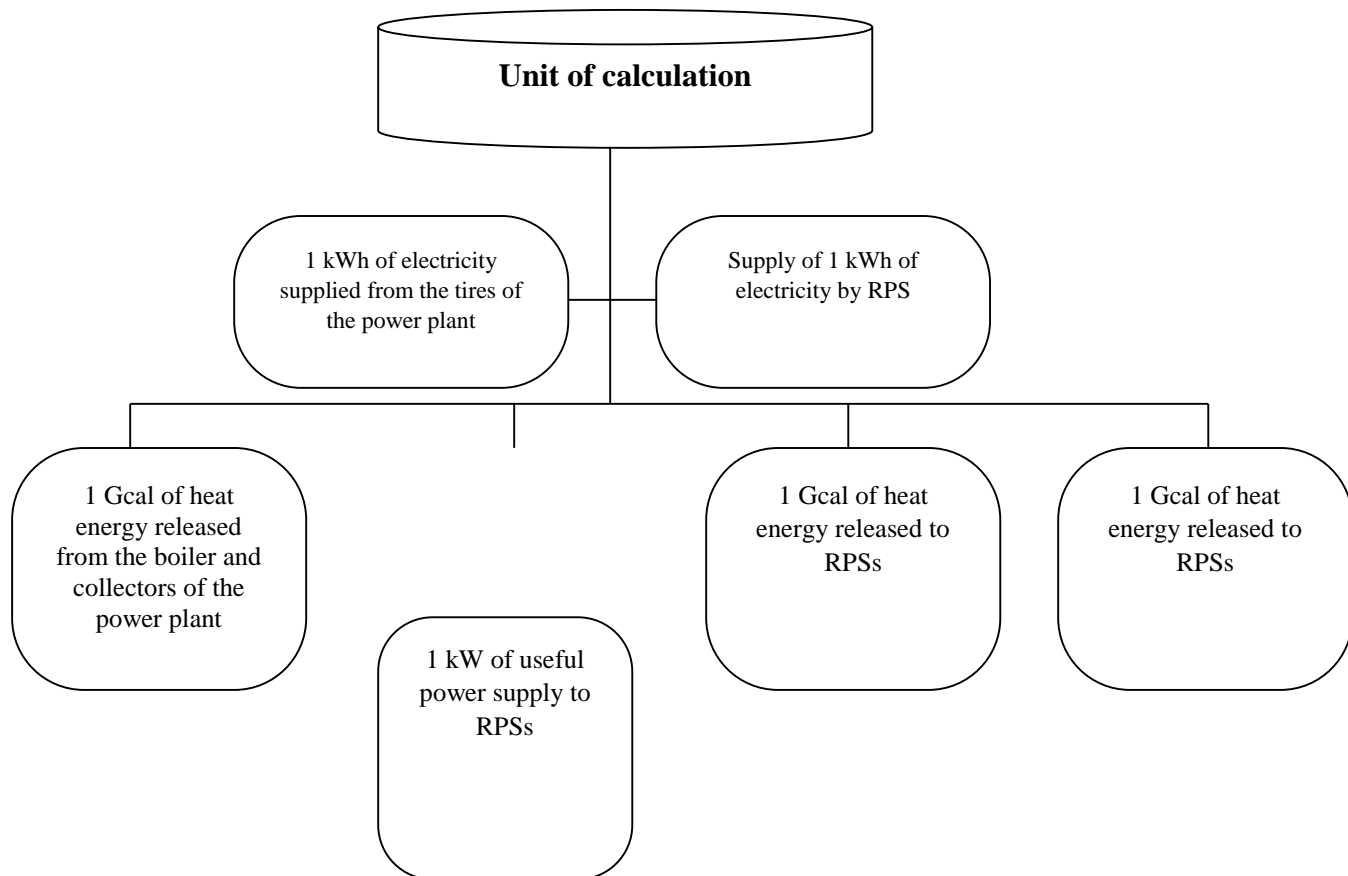 Unit of calculation
1 kWh of electricity
supplied from the tires of
the power plant
Supply of 1 kWh of
electricity by RPS
1 Gcal of heat
energy released
from the boiler and
collectors of the
power plant
1 kW of useful
power supply to
RPSs
1 Gcal of heat
energy released to
RPSs
1 Gcal of heat
energy released to
RPSs